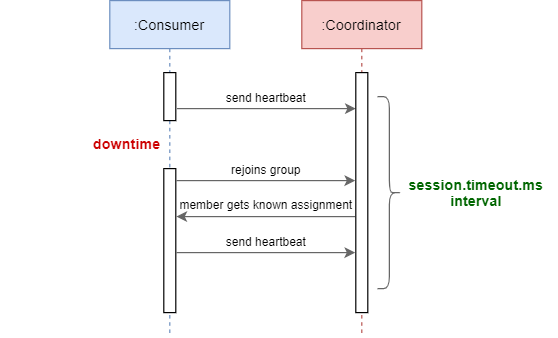 :Consumer
:Coordinator
send heartbeat
downtime
rejoins group
session.timeout.ms
interval
member gets known assignment
send heartbeat